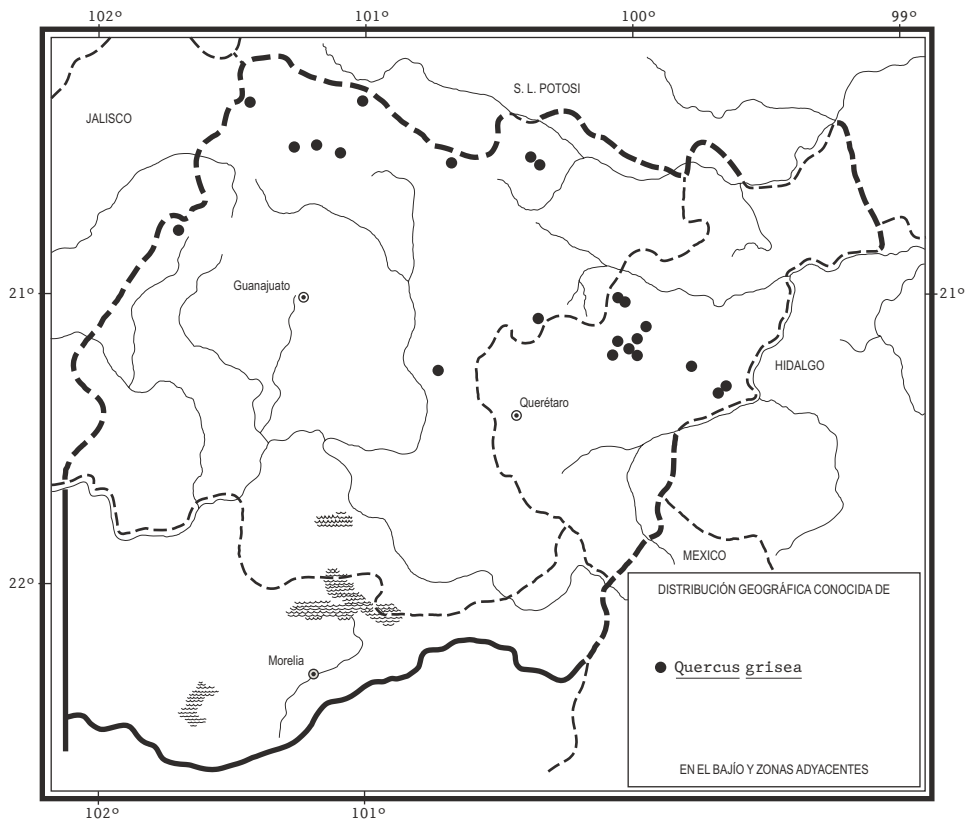 102º 101º 100º 99º
S. L. POTOSI
JALISCO
Guanajuato
21º 21º
HIDALGO
Querétaro
MEXICO
22º
DISTRIBUCIÓN GEOGRÁFICA CONOCIDA DE
Quercus grisea
Morelia
EN EL BAJÍO Y ZONAS ADYACENTES
102º 101º